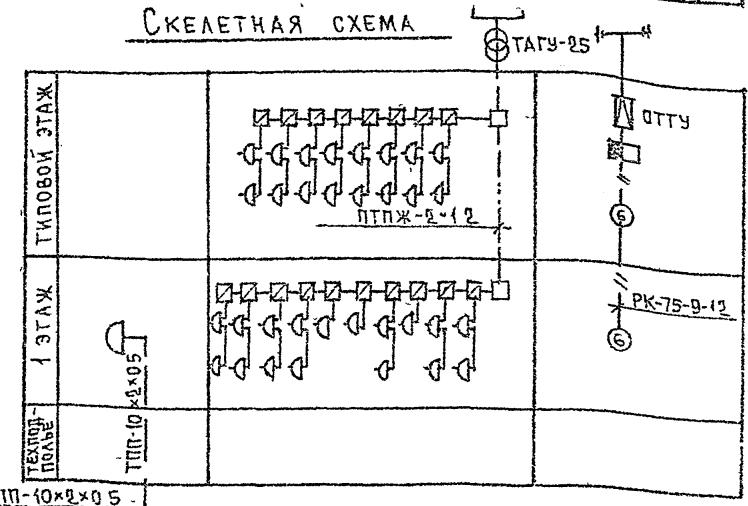 СКЕЛЕТНАЯ СХЕМА
ТАГУ-25
ТИПОВОЙ ЭТАЖ
ОТТУ
ПТПЖ-2×1.2
Б
1 ЭТАЖ
РК-75-9-12
Б
ТПП-10×2×0.5
ТЕХПОД-
ПОЛЬЕ
ПП-10×2×0.5